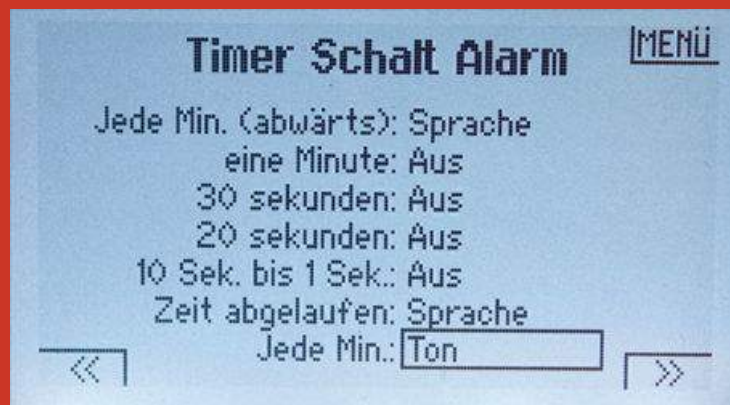 Timer Schalt Alarm
MENÜ
Jede Min. (abwärts): Sprache
eine Minute: Aus
30 sekunden: Aus
20 sekunden: Aus
10 Sek. bis 1 Sek.: Aus
Zeit abgelaufen: Sprache
Jede Min.: Ton
<< >>